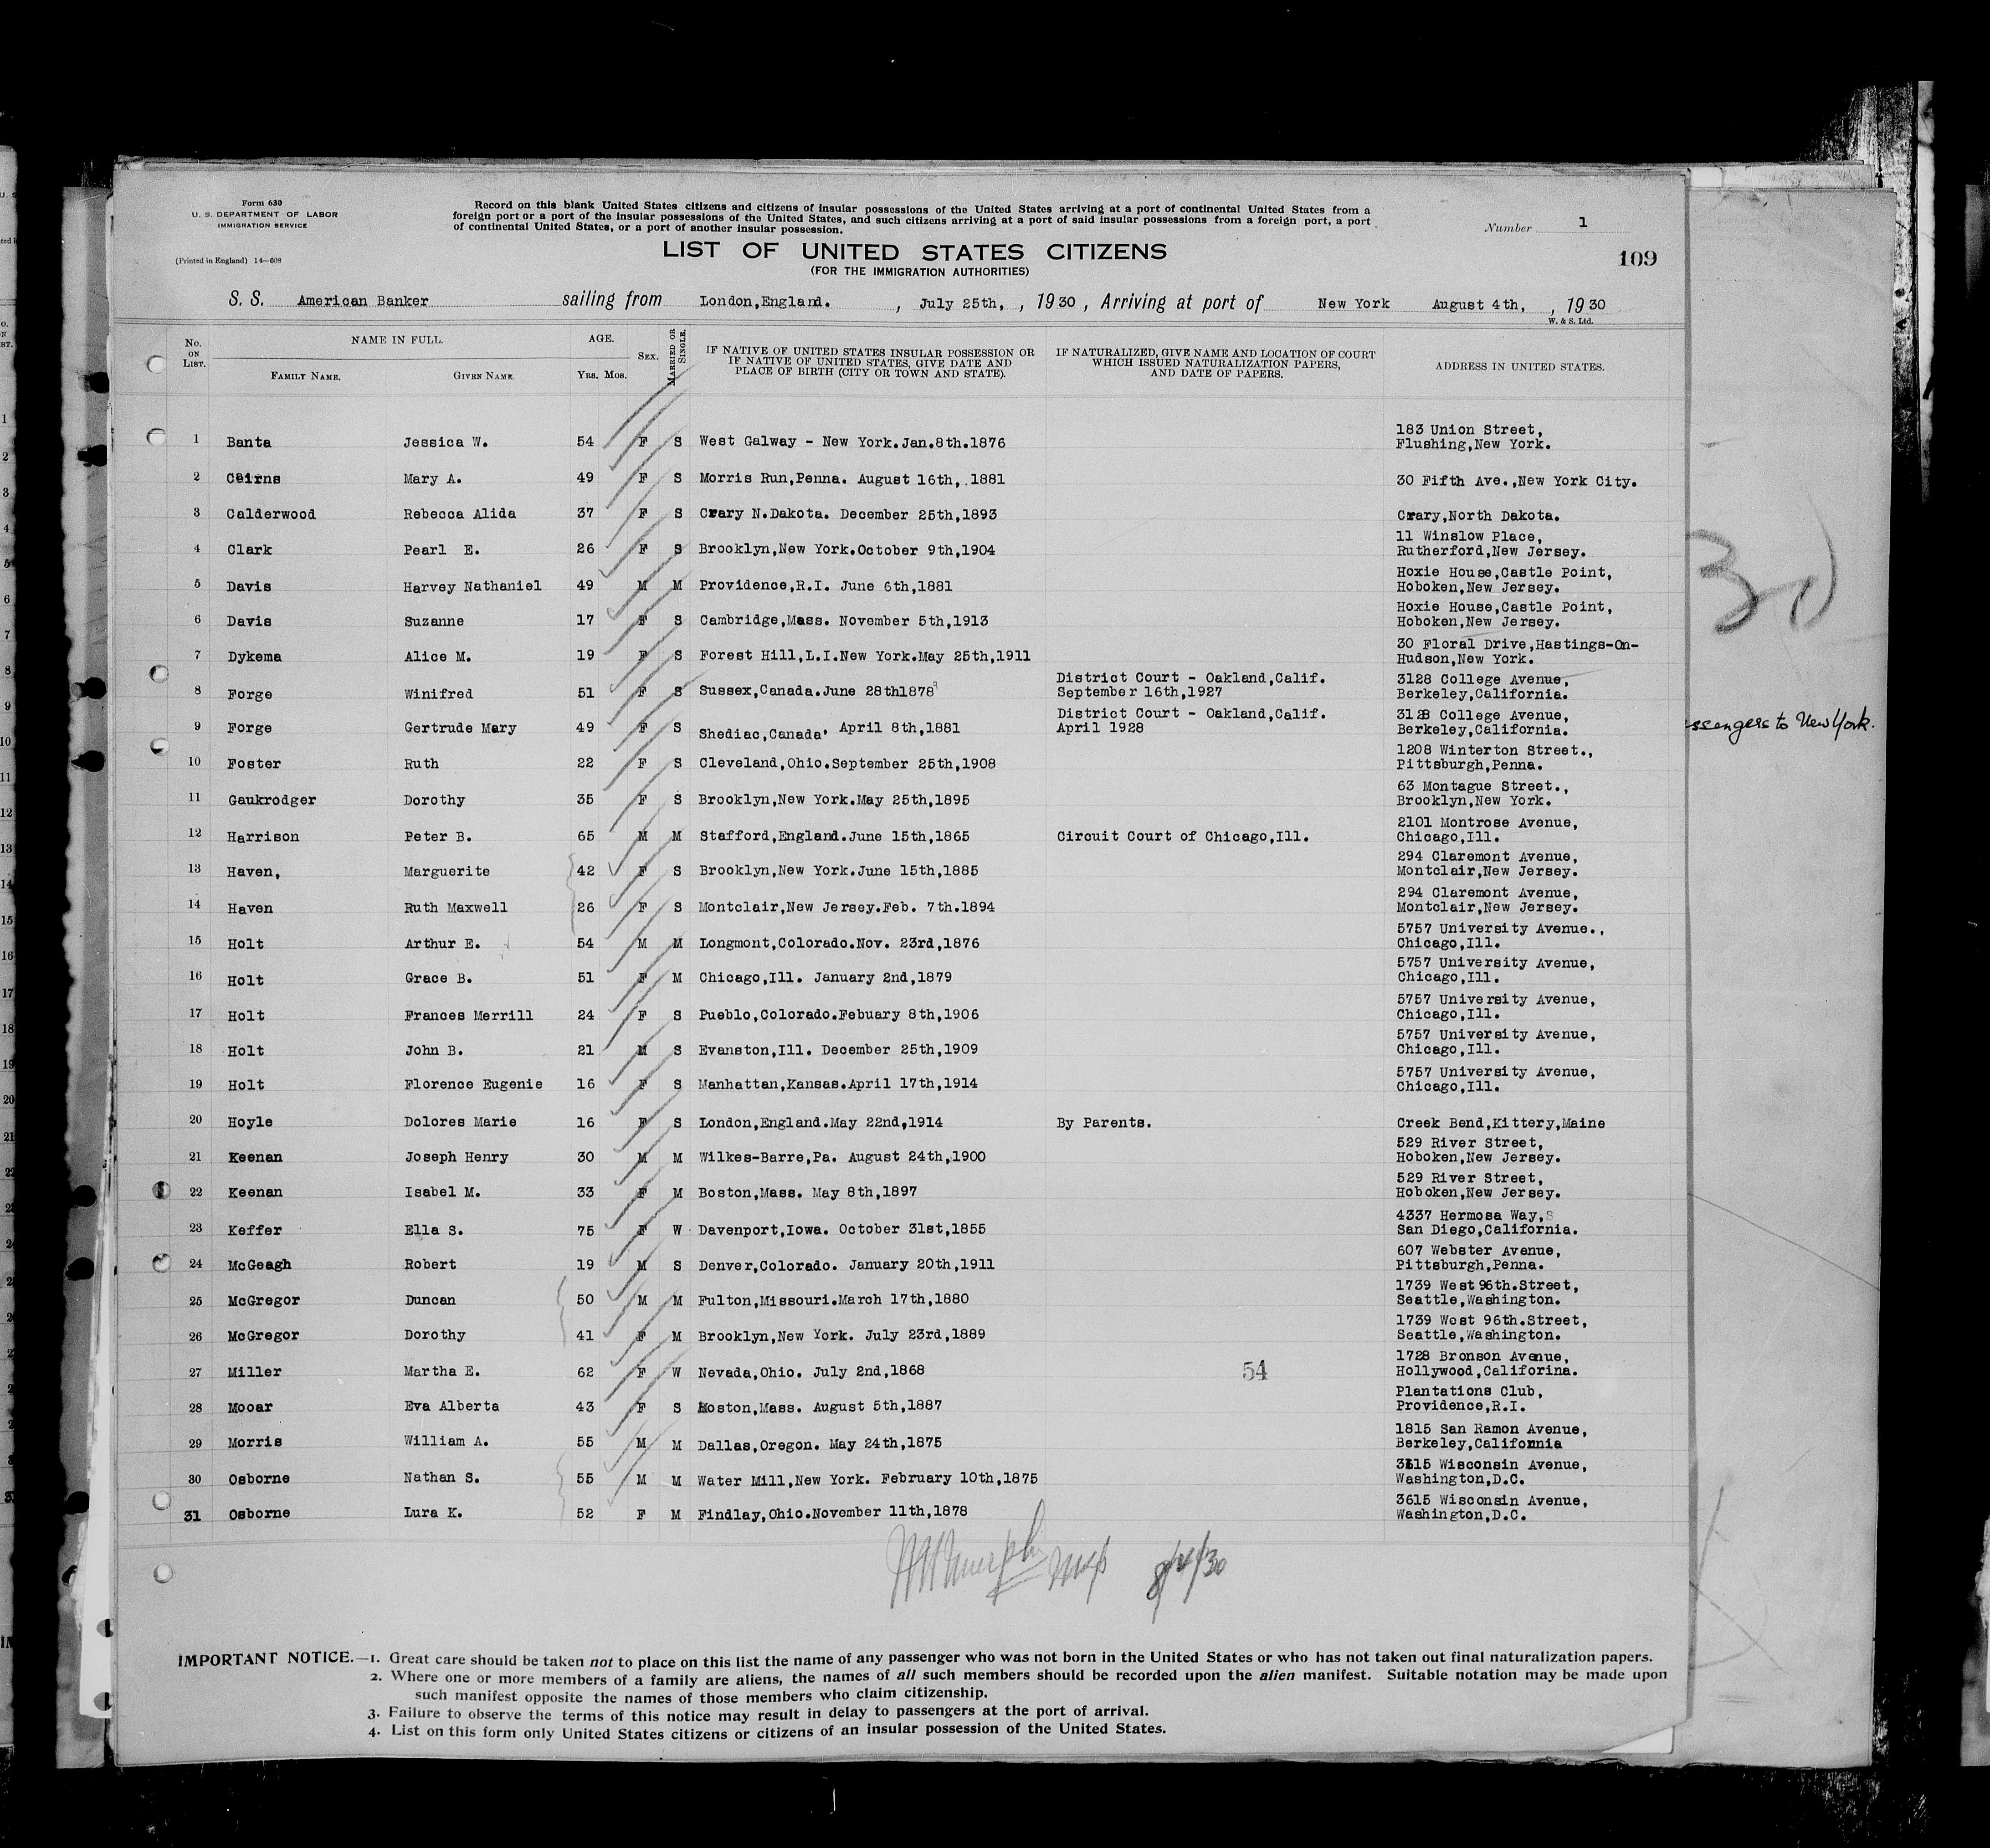 Form 630
U. S. DEPARTMENT OF LABOR
IMMIGRATION SERVICE
(Printed in England) 14—608
Record on this blank United States citizens and citizens of insular possessions of the United States arriving at a port of continental United States from a
foreign port or a port of the insular possessions of the United States, and such citizens arriving at a port of said insular possessions from a foreign port, a port
of continental United States, or a port of another insular possession.
Number 1
LIST OF UNITED STATES CITIZENS
(FOR THE IMMIGRATION AUTHORITIES)
109
S. S. American Banker sailing from London,England. , July 25th, , 1930 , Arriving at port of New York August 4th, , 1930
W. & S. Ltd.
No. ON LIST. NAME IN FULL. AGE. SEX. MARRIED OR SINGLE. IF NATIVE OF UNITED STATES INSULAR POSSESSION OR IF NATIVE OF UNITED STATES, GIVE DATE AND PLACE OF BIRTH (CITY OR TOWN AND STATE). IF NATURALIZED, GIVE NAME AND LOCATION OF COURT WHICH ISSUED NATURALIZATION PAPERS, AND DATE OF PAPERS. ADDRESS IN UNITED STATES.
FAMILY NAME. GIVEN NAME. YRS. MOS.
183 Union Street,
1 Banta Jessica W. 54 F S West Galway - New York.Jan.8th.1876 Flushing,New York.
2 Cairns Mary A. 49 F S Morris Run,Penna. August 16th,.1881 30 Fifth Ave.,New York City.
3 Calderwood Rebecca Alida 37 F S Crary N.Dakota. December 25th,1893 Crary,North Dakota.
11 Winslow Place,
4 Clark Pearl E. 26 F S Brooklyn,New York.October 9th,1904 Rutherford,New Jersey.
Hoxie House,Castle Point,
5 Davis Harvey Nathaniel 49 M M Providence,R.I. June 6th,1881 Hoboken,New Jersey.
Hoxie House,Castle Point,
6 Davis Suzanne 17 F S Cambridge,Mass. November 5th,1913 Hoboken,New Jersey.
30 Floral Drive,Hastings-On-
7 Dykema Alice M. 19 F S Forest Hill,L.I.New York.May 25th,1911 Hudson,New York.
District Court - Oakland,Calif. 3128 College Avenue,
8 Forge Winifred 51 F S Sussex,Canada.June 28th1878 September 16th,1927 Berkeley,California.
District Court - Oakland,Calif. 3128 College Avenue,
9 Forge Gertrude Mary 49 F S Shediac,Canada. April 8th,1881 April 1928 Berkeley,California.
1208 Winterton Street.,
10 Foster Ruth 22 F S Cleveland,Ohio.September 25th,1908 Pittsburgh,Penna.
63 Montague Street.,
11 Gaukrodger Dorothy 35 F S Brooklyn,New York.May 25th,1895 Brooklyn,New York.
2101 Montrose Avenue,
12 Harrison Peter B. 65 M M Stafford,England.June 15th,1865 Circuit Court of Chicago,Ill. Chicago,Ill.
294 Claremont Avenue,
13 Haven, Marguerite 42 F S Brooklyn,New York.June 15th,1885 Montclair,New Jersey.
294 Claremont Avenue,
14 Haven Ruth Maxwell 26 F S Montclair,New Jersey.Feb. 7th.1894 Montclair,New Jersey.
5757 University Avenue.,
15 Holt Arthur E. 54 M M Longmont,Colorado.Nov. 23rd,1876 Chicago,Ill.
5757 University Avenue,
16 Holt Grace B. 51 F M Chicago,Ill. January 2nd,1879 Chicago,Ill.
5757 University Avenue,
17 Holt Frances Merrill 24 F S Pueblo,Colorado.Febuary 8th,1906 Chicago,Ill.
5757 University Avenue,
18 Holt John B. 21 M S Evanston,Ill. December 25th,1909 Chicago,Ill.
5757 University Avenue,
19 Holt Florence Eugenie 16 F S Manhattan,Kansas.April 17th,1914 Chicago,Ill.
20 Hoyle Dolores Marie 16 F S London,England.May 22nd,1914 By Parents. Creek Bend,Kittery,Maine
529 River Street,
21 Keenan Joseph Henry 30 M M Wilkes-Barre,Pa. August 24th,1900 Hoboken,New Jersey.
529 River Street,
22 Keenan Isabel M. 33 F M Boston,Mass. May 8th,1897 Hoboken,New Jersey.
4337 Hermosa Way,S
23 Keffer Ella S. 75 F W Davenport,Iowa. October 31st,1855 San Diego,California.
607 Webster Avenue,
24 McGeagh Robert 19 M S Denver,Colorado. January 20th,1911 Pittsburgh,Penna.
1739 West 96th.Street,
25 McGregor Duncan 50 M M Fulton,Missouri.March 17th,1880 Seattle,Washington.
1739 West 96th.Street,
26 McGregor Dorothy 41 F M Brooklyn,New York. July 23rd,1889 Seattle,Washington.
1728 Bronson Avenue,
27 Miller Martha E. 62 F W Nevada,Ohio. July 2nd,1868 54 Hollywood,Califorina.
Plantations Club,
28 Mooar Eva Alberta 43 F S Boston,Mass. August 5th,1887 Providence,R.I.
1815 San Ramon Avenue,
29 Morris William A. 55 M M Dallas,Oregon. May 24th,1875 Berkeley,California
3615 Wisconsin Avenue,
30 Osborne Nathan S. 55 M M Water Mill,New York. February 10th,1875 Washington,D.C.
3615 Wisconsin Avenue,
31 Osborne Lura K. 52 F M Findlay,Ohio.November 11th,1878 Washington,D.C.
8/4/30
IMPORTANT NOTICE.—1. Great care should be taken not to place on this list the name of any passenger who was not born in the United States or who has not taken out final naturalization papers.
2. Where one or more members of a family are aliens, the names of all such members should be recorded upon the alien manifest. Suitable notation may be made upon
such manifest opposite the names of those members who claim citizenship.
3. Failure to observe the terms of this notice may result in delay to passengers at the port of arrival.
4. List on this form only United States citizens or citizens of an insular possession of the United States.
30
ssengers to New York.